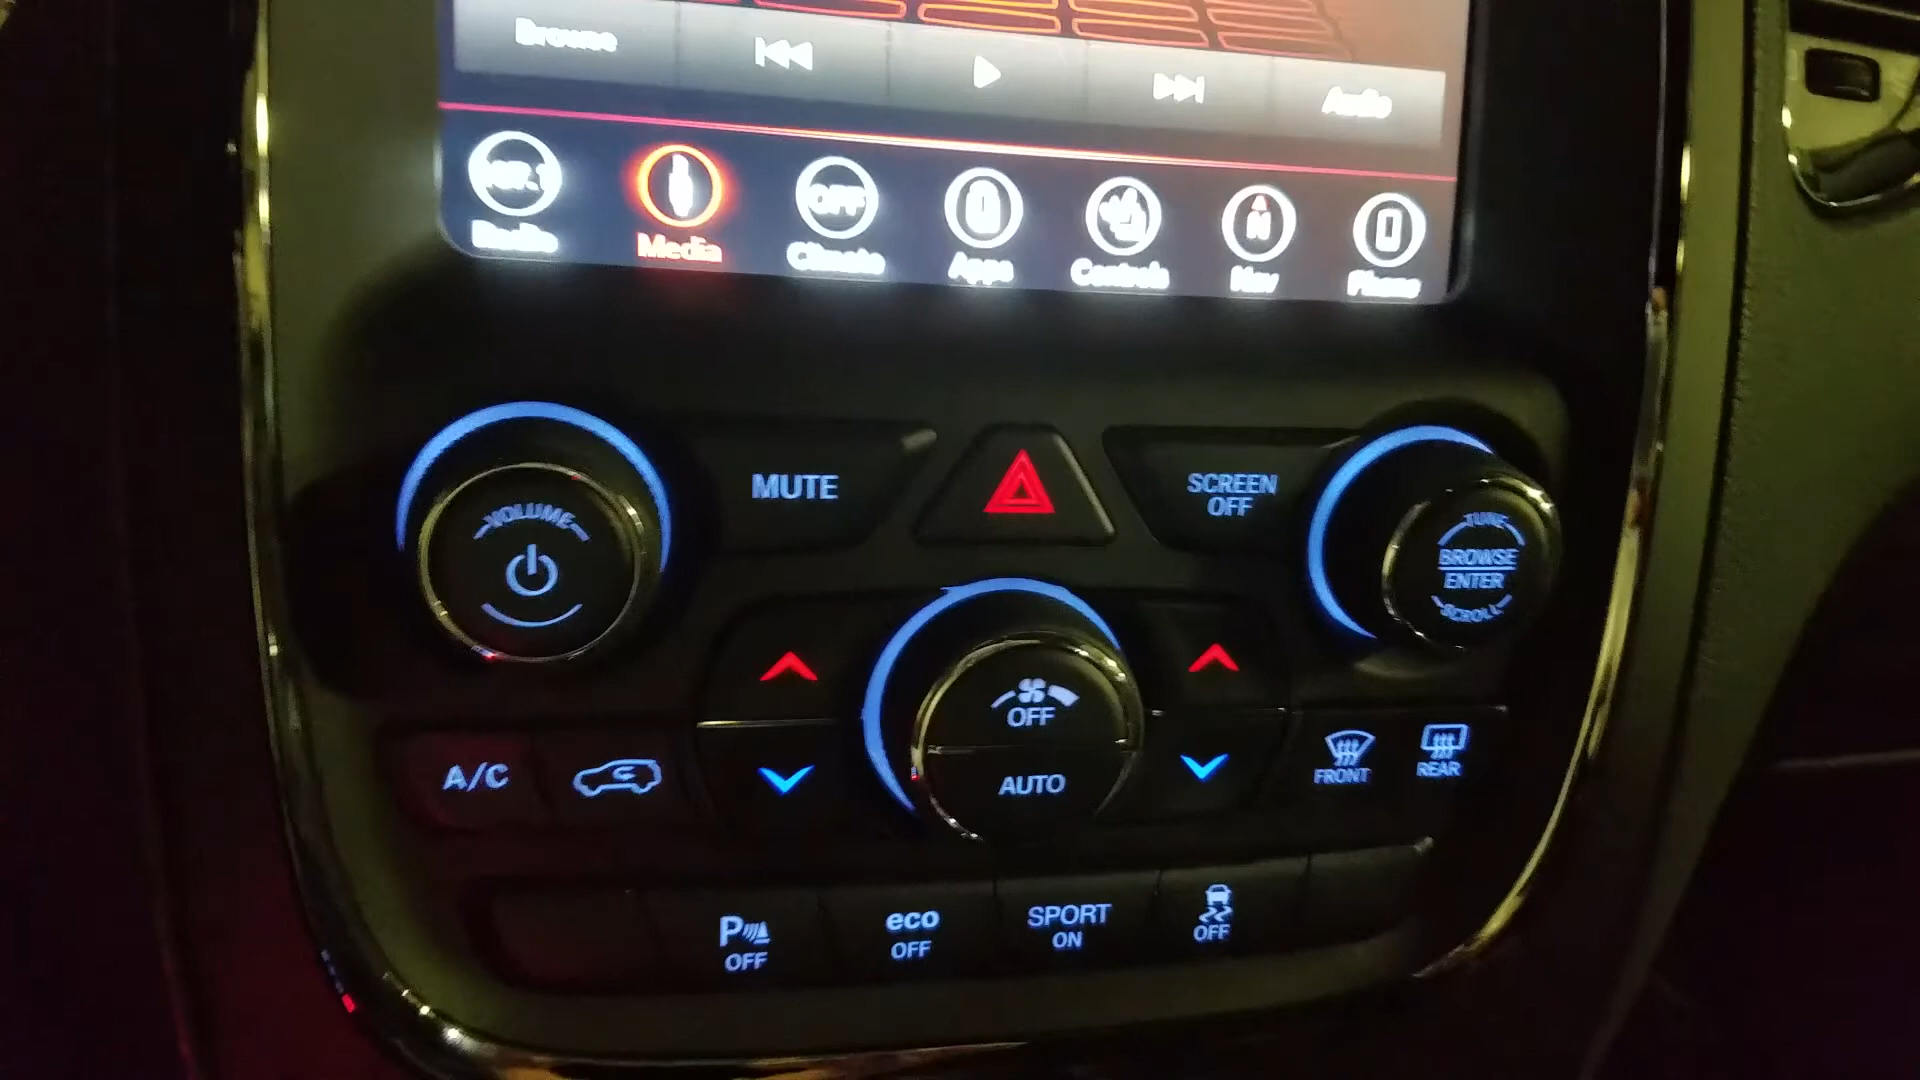 Browse
Audio
OFF
Radio
Media
Climate
Apps
Controls
Nav
Phone
MUTE
SCREEN
OFF
VOLUME
TUNE
BROWSE
ENTER
SCROLL
OFF
AUTO
A/C
FRONT
REAR
P
OFF
eco
OFF
SPORT
ON
OFF